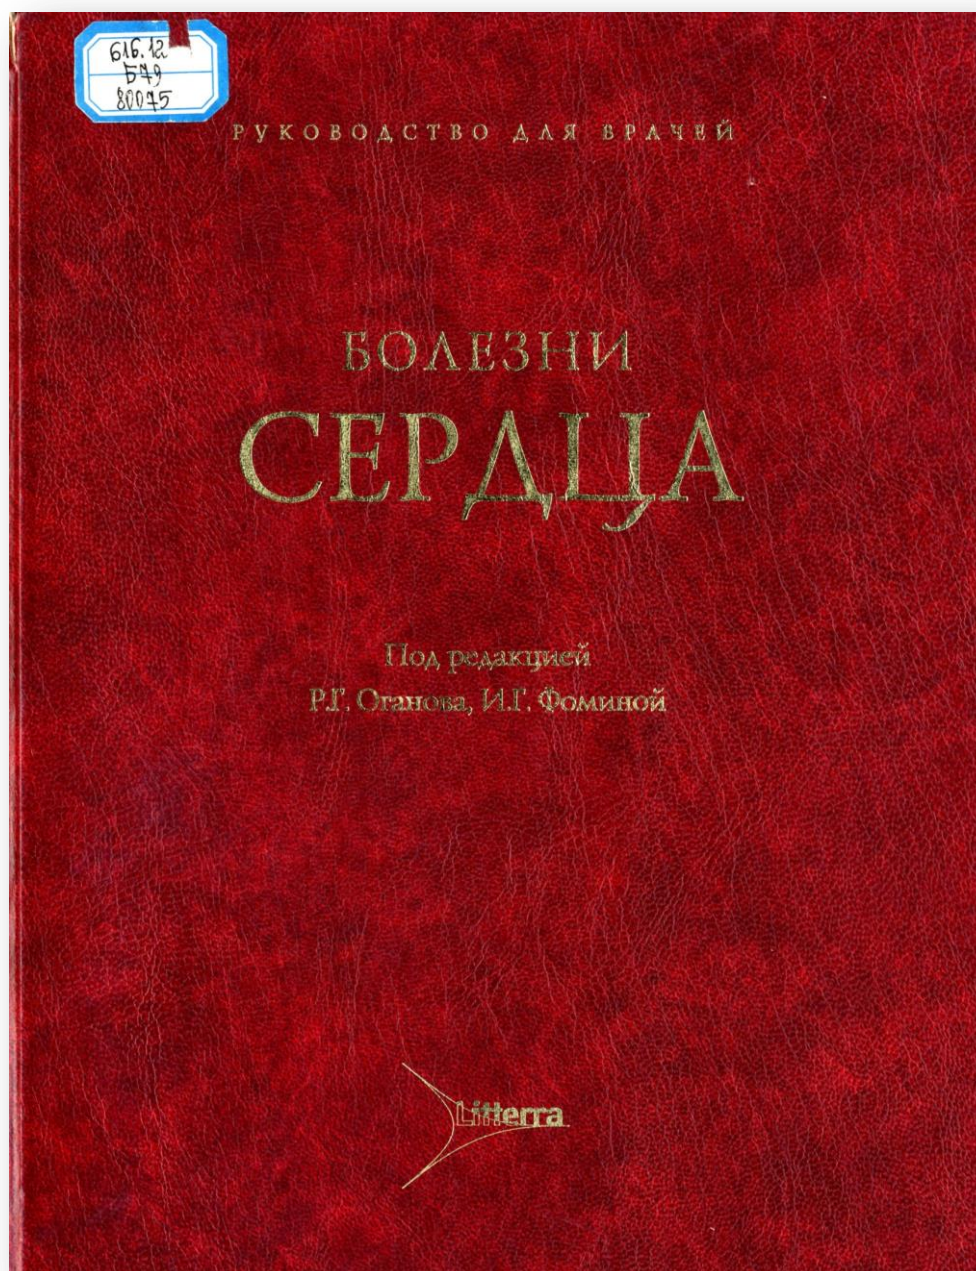 616.12
Б79
80075
РУКОВОДСТВО ДЛЯ ВРАЧЕЙ
БОЛЕЗНИ
СЕРДЦА
Под редакцией
Р.Г. Оганова, И.Г. Фоминой
Litterra